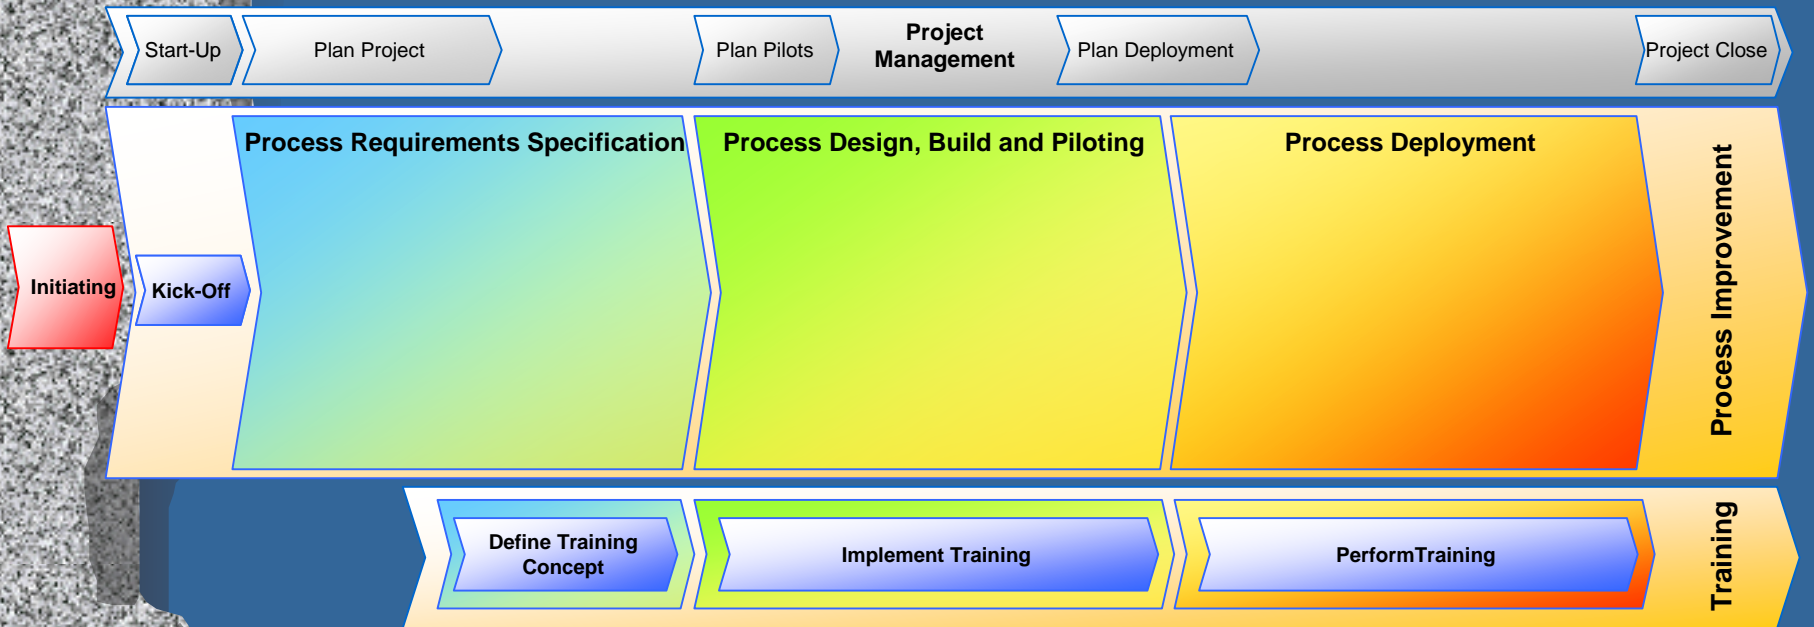 Start-Up
Plan Project
Plan Pilots
Project
Management
Plan Deployment
Project Close
Process Requirements Specification
Process Design, Build and Piloting
Process Deployment
Process Improvement
Initiating
Kick-Off
Define Training
Concept
Implement Training
PerformTraining
Training